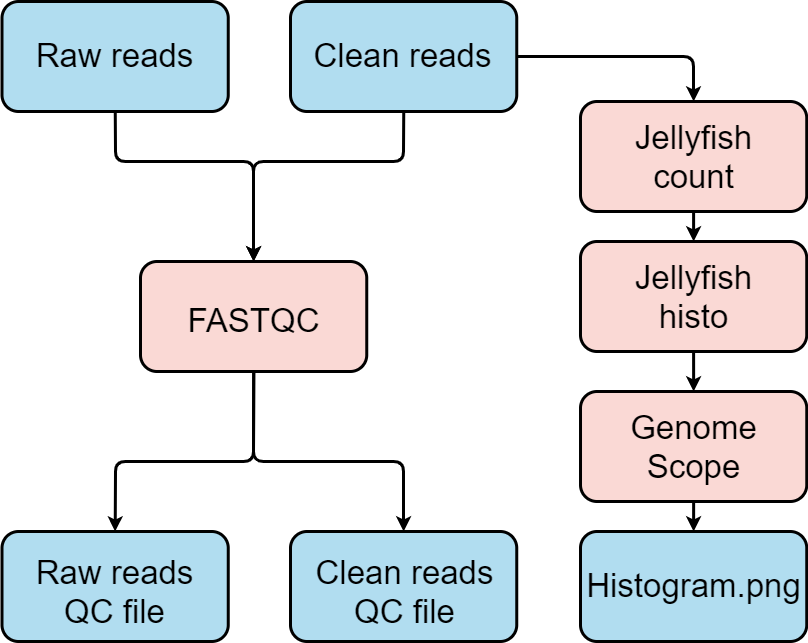 Raw reads
Clean reads
Jellyfish
count
Jellyfish
histo
FASTQC
Genome
Scope
Raw reads
QC file
Clean reads
QC file
Histogram.png